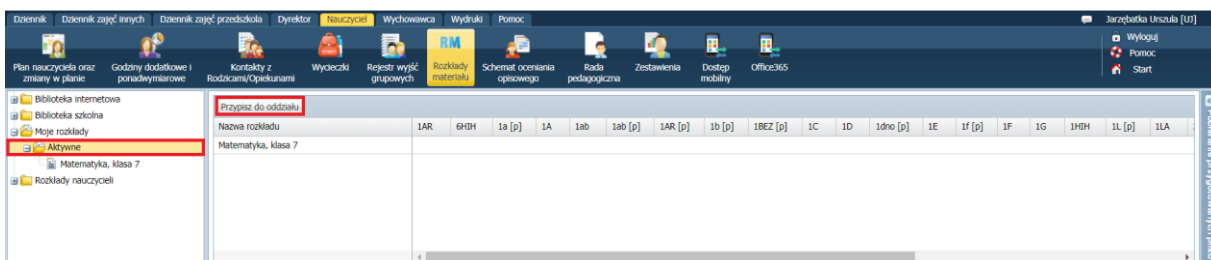 Dziennik Dziennik zajęć innych Dziennik zajęć przedszkola Dyrektor Nauczyciel Wychowawca Wydruki Pomoc Jarzębatka Urszula [UJ]
Plan nauczyciela oraz zmiany w planie
Godziny dodatkowe i ponadwymiarowe
Kontakty z Rodzicami/Opiekunami
Wycieczki
Rejestr wyjść grupowych
RM
Rozkłady materiału
Schemat oceniania opisowego
Rada pedagogiczna
Zestawienia
Dostęp mobilny
Office365
Wyloguj
Pomoc
Start
Biblioteka internetowa
Biblioteka szkolna
Moje rozkłady
Aktywne
Matematyka, klasa 7
Rozkłady nauczycieli
Przypisz do oddziału
Nazwa rozkładu 1AR 6HIH 1a [p] 1A 1ab 1ab [p] 1AR [p] 1b [p] 1BEZ [p] 1C 1D 1dno [p] 1E 1f [p] 1F 1G 1HIH 1L [p] 1LA
Matematyka, klasa 7